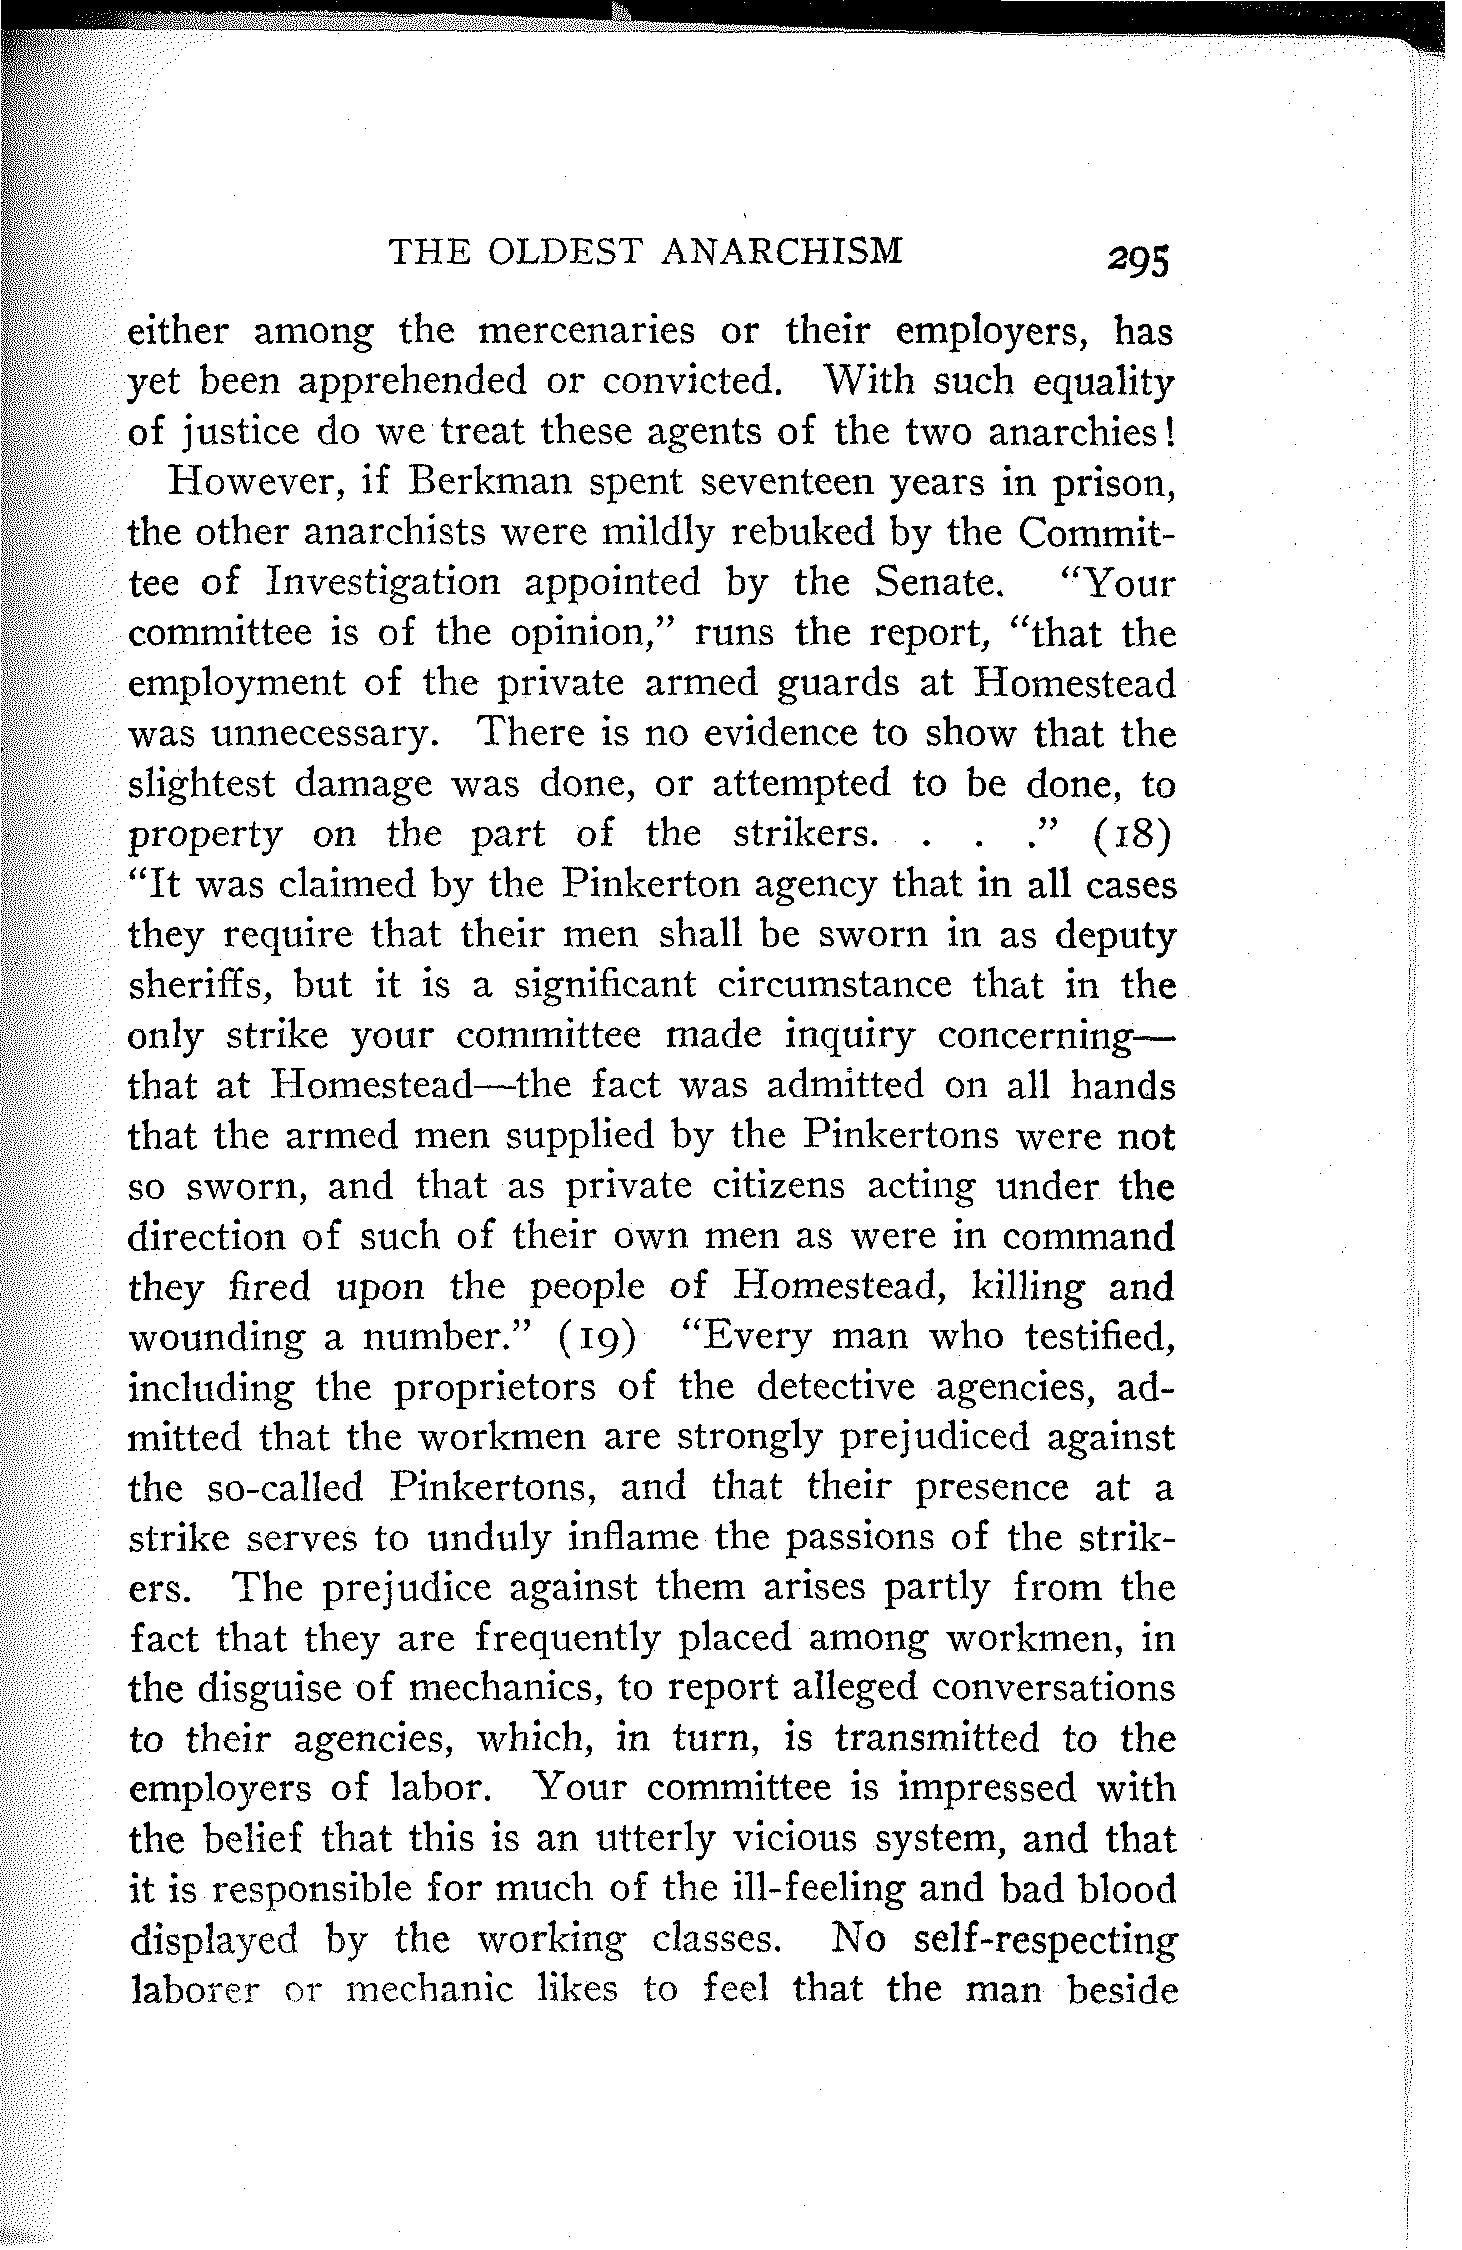 THE OLDEST ANARCHISM 295
either among the mercenaries or their employers, has
yet been apprehended or convicted. With such equality
of justice do we treat these agents of the two anarchies!
However, if Berkman spent seventeen years in prison,
the other anarchists were mildly rebuked by the Commit-
tee of Investigation appointed by the Senate. “Your
committee is of the opinion,” runs the report, “that the
employment of the private armed guards at Homestead
was unnecessary. There is no evidence to show that the
slightest damage was done, or attempted to be done, to
property on the part of the strikers. . . .” (18)
“It was claimed by the Pinkerton agency that in all cases
they require that their men shall be sworn in as deputy
sheriffs, but it is a significant circumstance that in the
only strike your committee made inquiry concerning—
that at Homestead—the fact was admitted on all hands
that the armed men supplied by the Pinkertons were not
so sworn, and that as private citizens acting under the
direction of such of their own men as were in command
they fired upon the people of Homestead, killing and
wounding a number.” (19) “Every man who testified,
including the proprietors of the detective agencies, ad-
mitted that the workmen are strongly prejudiced against
the so-called Pinkertons, and that their presence at a
strike serves to unduly inflame the passions of the strik-
ers. The prejudice against them arises partly from the
fact that they are frequently placed among workmen, in
the disguise of mechanics, to report alleged conversations
to their agencies, which, in turn, is transmitted to the
employers of labor. Your committee is impressed with
the belief that this is an utterly vicious system, and that
it is responsible for much of the ill-feeling and bad blood
displayed by the working classes. No self-respecting
laborer or mechanic likes to feel that the man beside